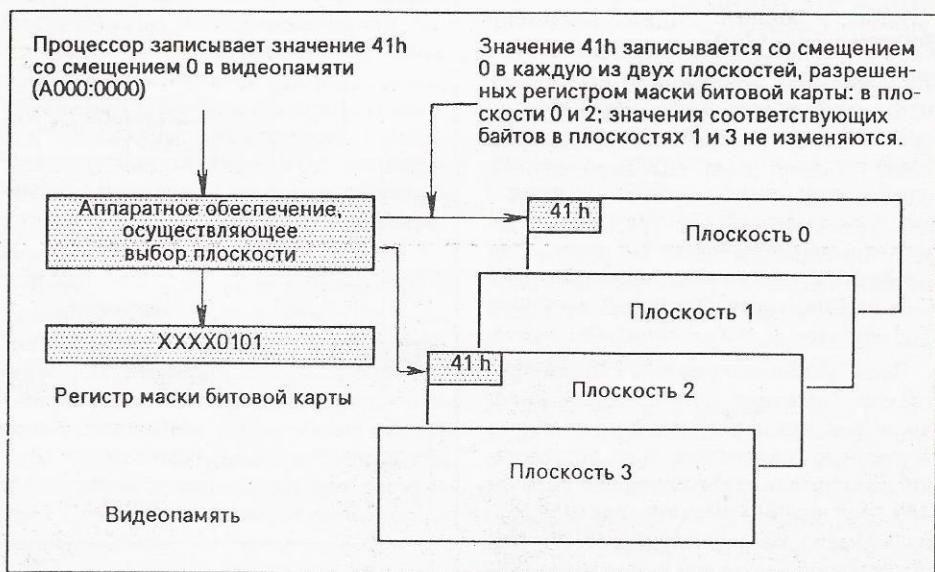 Процессор записывает значение 41h
со смещением 0 в видеопамяти
(A000:0000)
Значение 41h записывается со смещением
0 в каждую из двух плоскостей, разрешен-
ных регистром маски битовой карты: в пло-
скости 0 и 2; значения соответствующих
байтов в плоскостях 1 и 3 не изменяются.
Аппаратное обеспечение,
осуществляющее
выбор плоскости
41 h
Плоскость 0
Плоскость 1
XXXX0101
41 h
Плоскость 2
Регистр маски битовой карты
Плоскость 3
Видеопамять